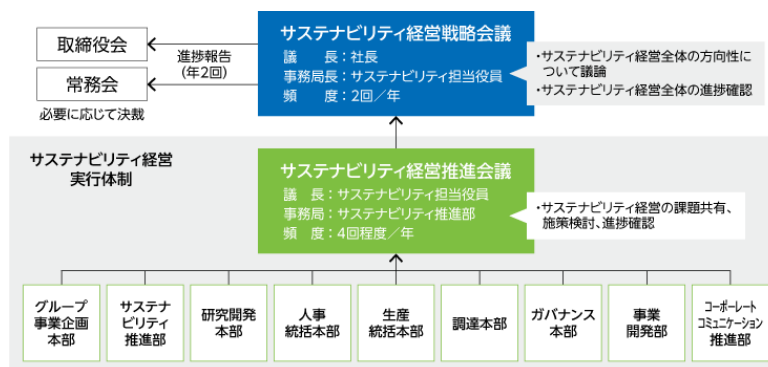 取締役会
常務会
必要に応じて決裁
進捗報告
(年2回)
サステナビリティ経営戦略会議
議　長：社長
事務局長：サステナビリティ担当役員
頻　度：2回／年
・サステナビリティ経営全体の方向性に
ついて議論
・サステナビリティ経営全体の進捗確認
サステナビリティ経営
実行体制
サステナビリティ経営推進会議
議　長：サステナビリティ担当役員
事務局：サステナビリティ推進部
頻　度：4回程度／年
・サステナビリティ経営の課題共有、
施策検討、進捗確認
グループ
事業企画
本部
サステナ
ビリティ
推進部
研究開発
本部
人事
統括本部
生産
統括本部
調達本部
ガバナンス
本部
事業
開発部
コーポレート
コミュニケーション
推進部